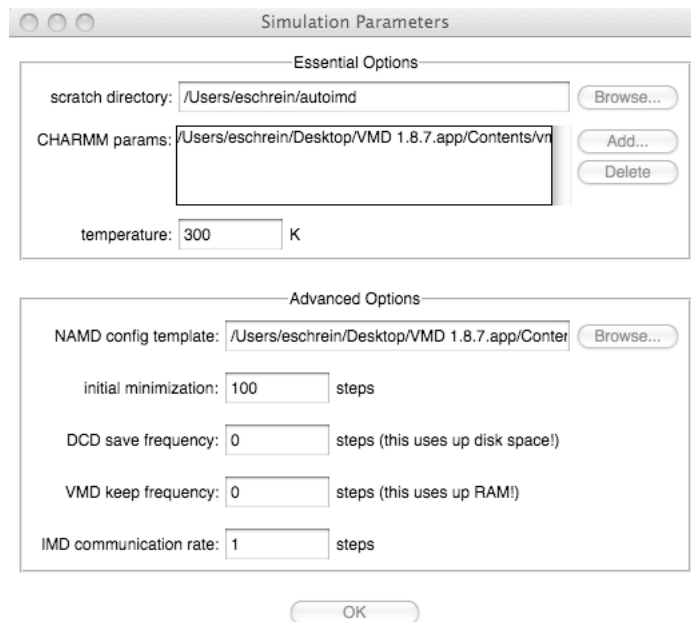 Simulation Parameters
Essential Options
scratch directory: /Users/eschrein/autoimd Browse...
CHARMM params: /Users/eschrein/Desktop/VMD 1.8.7.app/Contents/vm Add...
Delete
temperature: 300 K
Advanced Options
NAMD config template: /Users/eschrein/Desktop/VMD 1.8.7.app/Conter Browse...
initial minimization: 100 steps
DCD save frequency: 0 steps (this uses up disk space!)
VMD keep frequency: 0 steps (this uses up RAM!)
IMD communication rate: 1 steps
OK